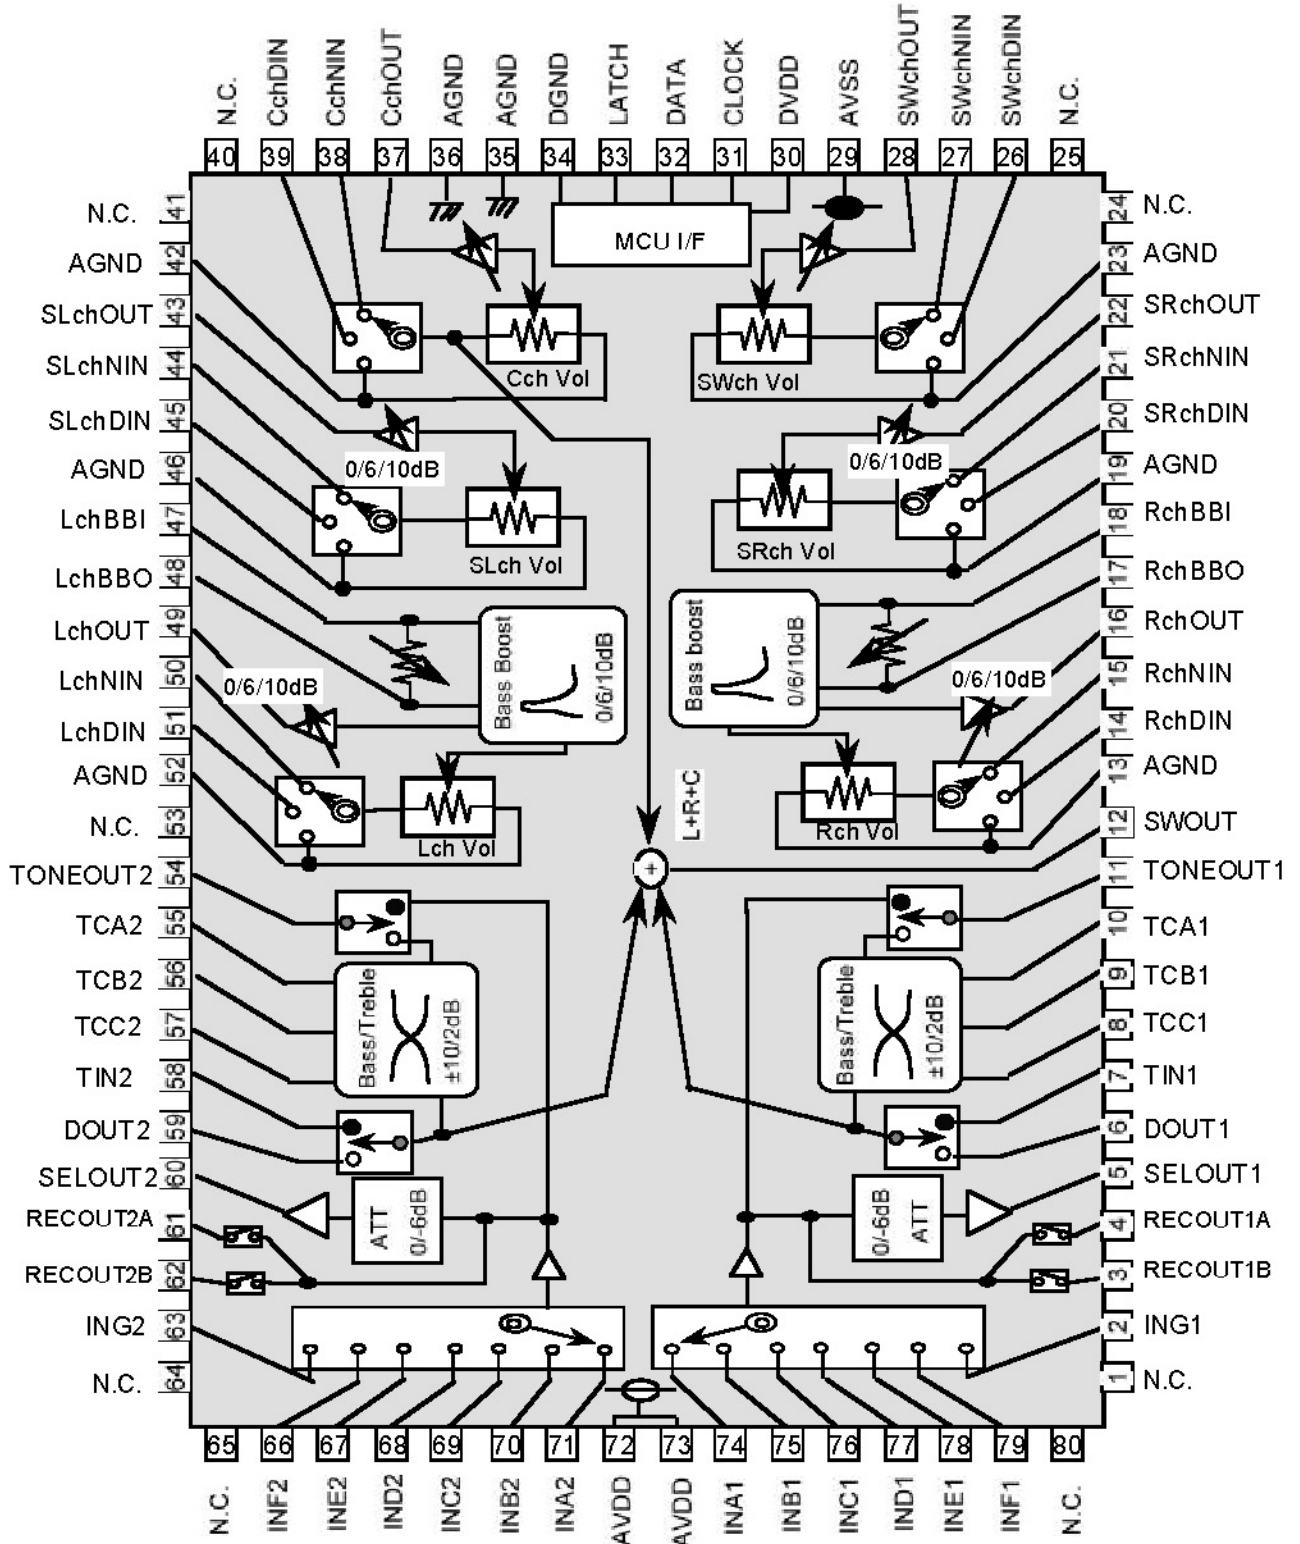 N.C. CchDIN CchNIN CchOUT AGND AGND DGND LATCH DATA CLOCK DVDD AVSS SWchOUT SWchNIN SWchDIN N.C.
40 39 38 37 36 35 34 33 32 31 30 29 28 27 26 25
N.C. 41
AGND 42
SLchOUT 43
SLchNIN 44
SLchDIN 45
AGND 46
LchBBI 47
LchBBO 48
LchOUT 49
LchNIN 50
LchDIN 51
AGND 52
N.C. 53
TONEOUT2 54
TCA2 55
TCB2 56
TCC2 57
TIN2 58
DOUT2 59
SELOUT2 60
RECOUT2A 61
RECOUT2B 62
ING2 63
N.C. 64
MCU I/F
Cch Vol
SWch Vol
0/6/10dB
0/6/10dB
SLch Vol
SRch Vol
Bass Boost
0/6/10dB
Bass boost
0/6/10dB
0/6/10dB
0/6/10dB
Lch Vol
L+R+C
Rch Vol
+
Bass/Treble
±10/2dB
Bass/Treble
±10/2dB
ATT
0/-6dB
0/-6dB
ATT
24 N.C.
23 AGND
22 SRchOUT
21 SRchNIN
20 SRchDIN
19 AGND
18 RchBBI
17 RchBBO
16 RchOUT
15 RchNIN
14 RchDIN
13 AGND
12 SWOUT
11 TONEOUT1
10 TCA1
9 TCB1
8 TCC1
7 TIN1
6 DOUT1
5 SELOUT1
4 RECOUT1A
3 RECOUT1B
2 ING1
1 N.C.
65 66 67 68 69 70 71 72 73 74 75 76 77 78 79 80
N.C. INF2 INE2 IND2 INC2 INB2 INA2 AVDD AVDD INA1 INB1 INC1 IND1 INE1 INF1 N.C.